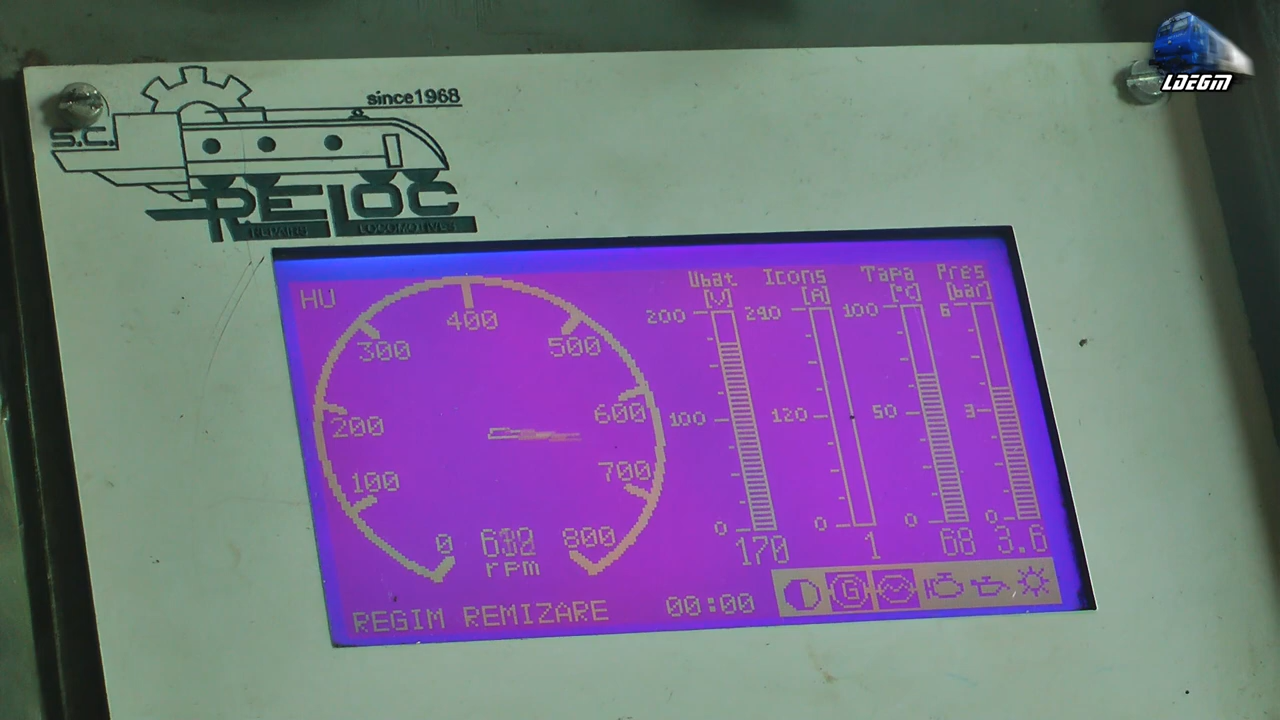 LDEGM
since1968
S.C.
RELOC
REPAIRS LOCOMOTIVES
HU
0
100
200
300
400
500
600
700
800
rpm
Ubat
[V]
200
100
0
170
Icons
[A]
240
120
0
1
Tapa
[°C]
100
50
0
68
Pres
[bar]
6
3
0
3.6
REGIM REMIZARE
00:00
G